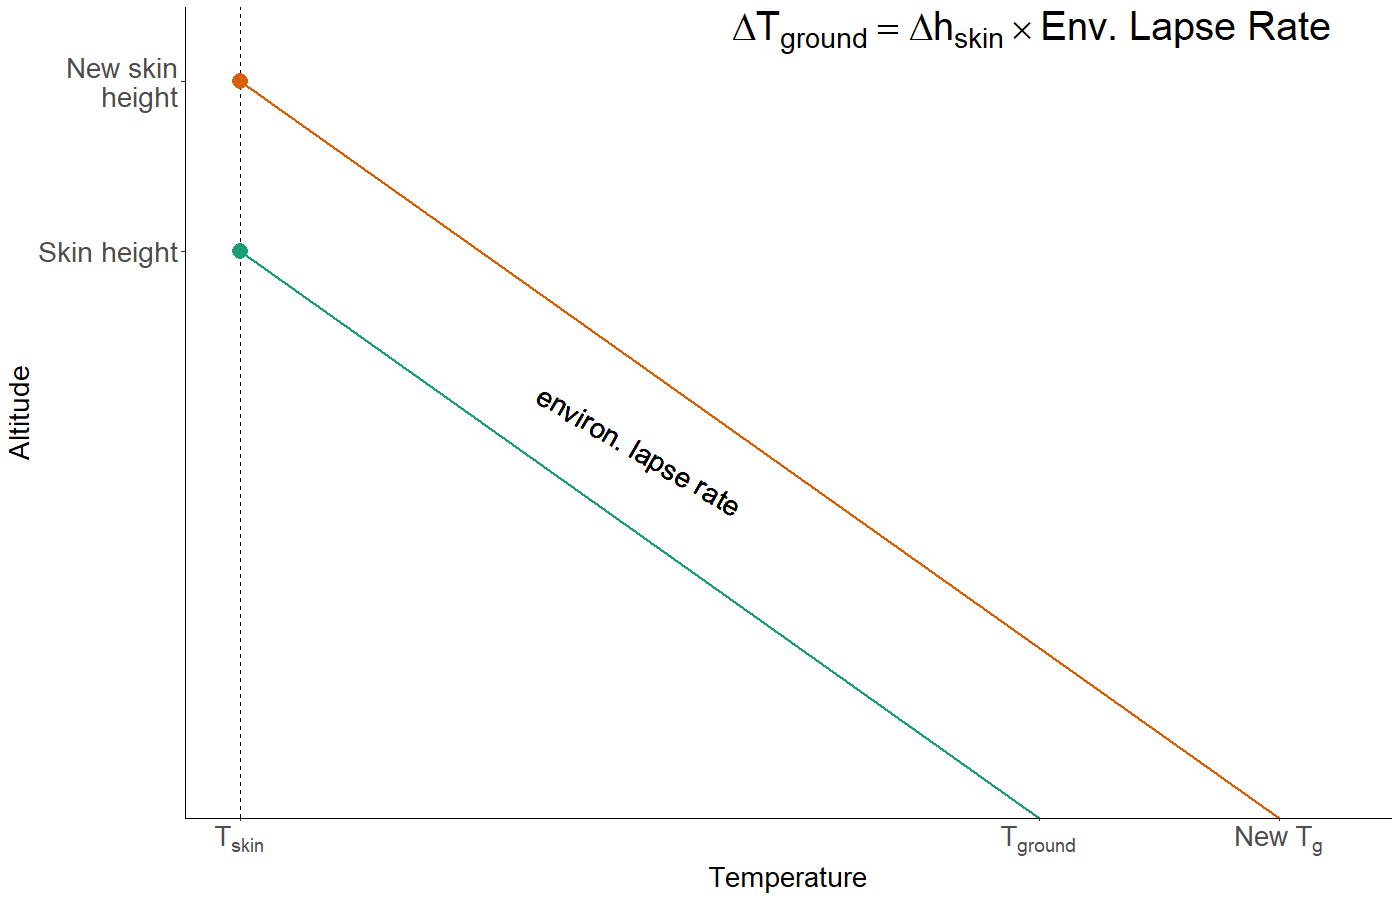 ΔT_ground = Δh_skin × Env. Lapse Rate
New skin
height
Skin height
Altitude
environ. lapse rate
T_skin
T_ground
New T_g
Temperature